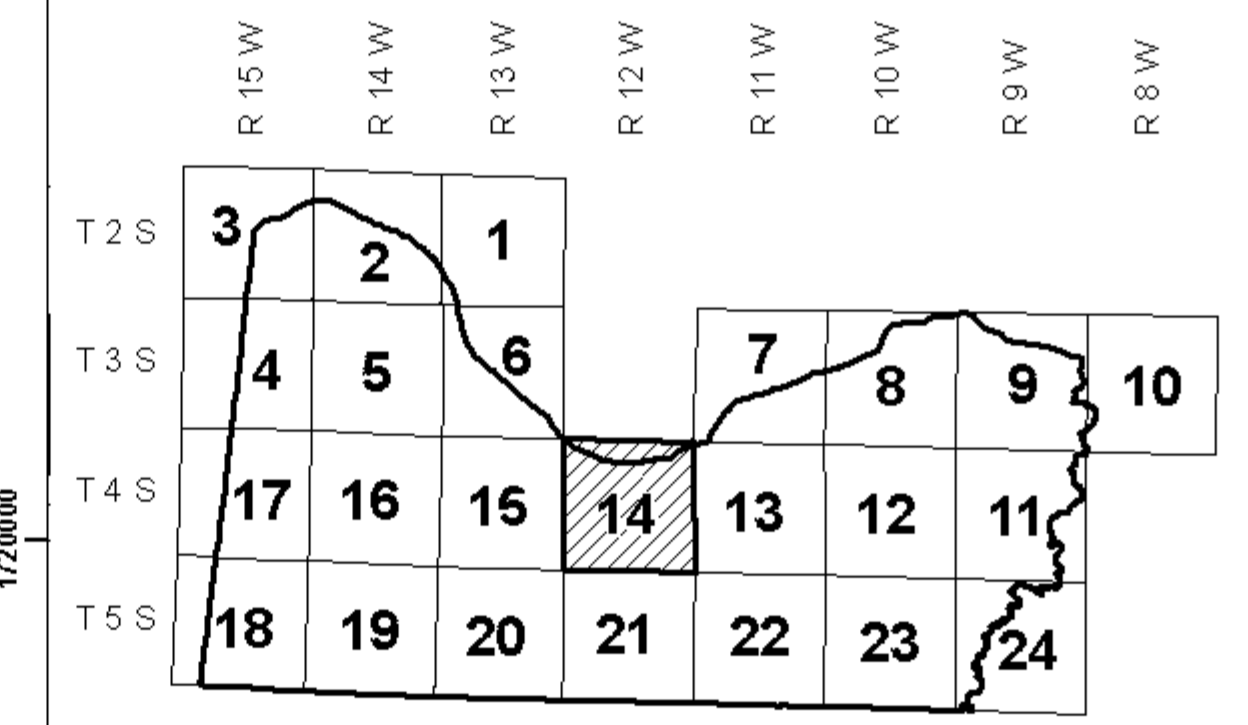 R 15 W R 14 W R 13 W R 12 W R 11 W R 10 W R 9 W R 8 W
T 2 S 3 2 1
T 3 S 4 5 6 7 8 9 10
T 4 S 17 16 15 14 13 12 11
1720000
T 5 S 18 19 20 21 22 23 24